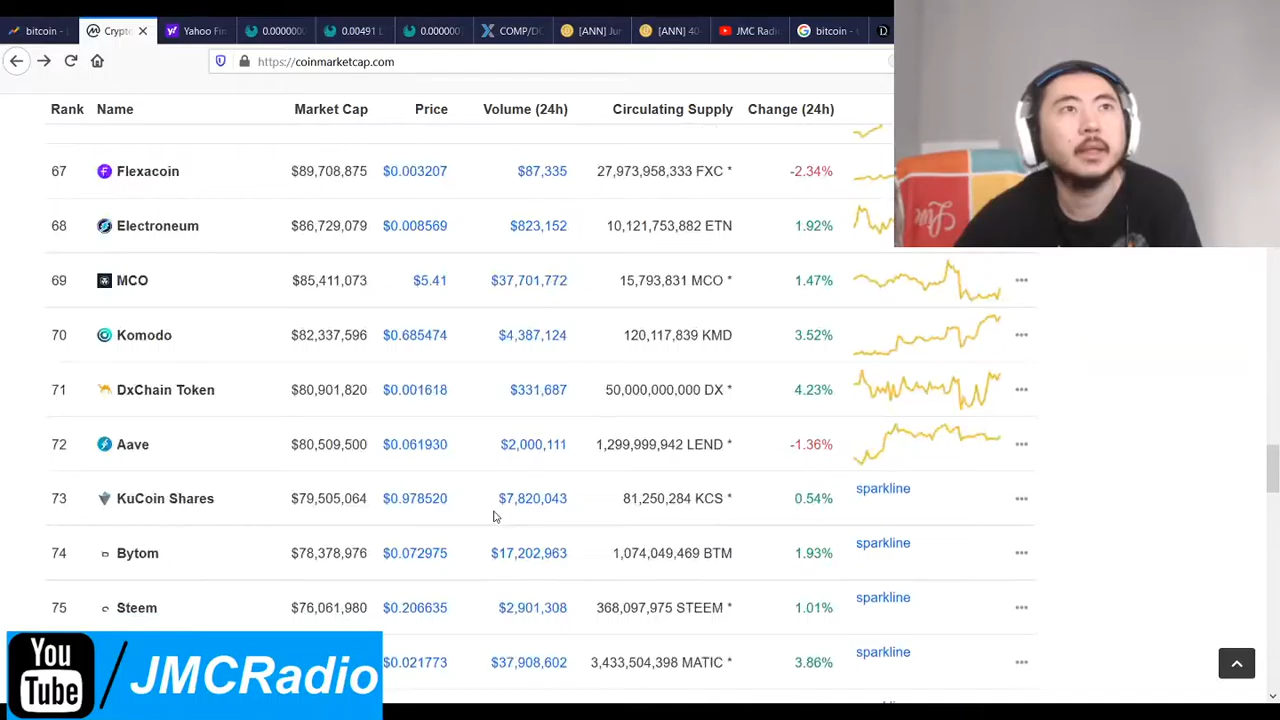 bitcoin -
Crypto
Yahoo Fin
0.0000000
0.00491 L
0.0000001
COMP/DO
[ANN] Jur
[ANN] 40
JMC Radi
bitcoin -
https://coinmarketcap.com
Rank Name Market Cap Price Volume (24h) Circulating Supply Change (24h)
67 Flexacoin $89,708,875 $0.003207 $87,335 27,973,958,333 FXC * -2.34%
68 Electroneum $86,729,079 $0.008569 $823,152 10,121,753,882 ETN 1.92%
69 MCO $85,411,073 $5.41 $37,701,772 15,793,831 MCO * 1.47%
70 Komodo $82,337,596 $0.685474 $4,387,124 120,117,839 KMD 3.52%
71 DxChain Token $80,901,820 $0.001618 $331,687 50,000,000,000 DX * 4.23%
72 Aave $80,509,500 $0.061930 $2,000,111 1,299,999,942 LEND * -1.36%
73 KuCoin Shares $79,505,064 $0.978520 $7,820,043 81,250,284 KCS * 0.54% sparkline
74 Bytom $78,378,976 $0.072975 $17,202,963 1,074,049,469 BTM 1.93% sparkline
75 Steem $76,061,980 $0.206635 $2,901,308 368,097,975 STEEM * 1.01% sparkline
$0.021773 $37,908,602 3,433,504,398 MATIC * 3.86% sparkline
You Tube /JMCRadio